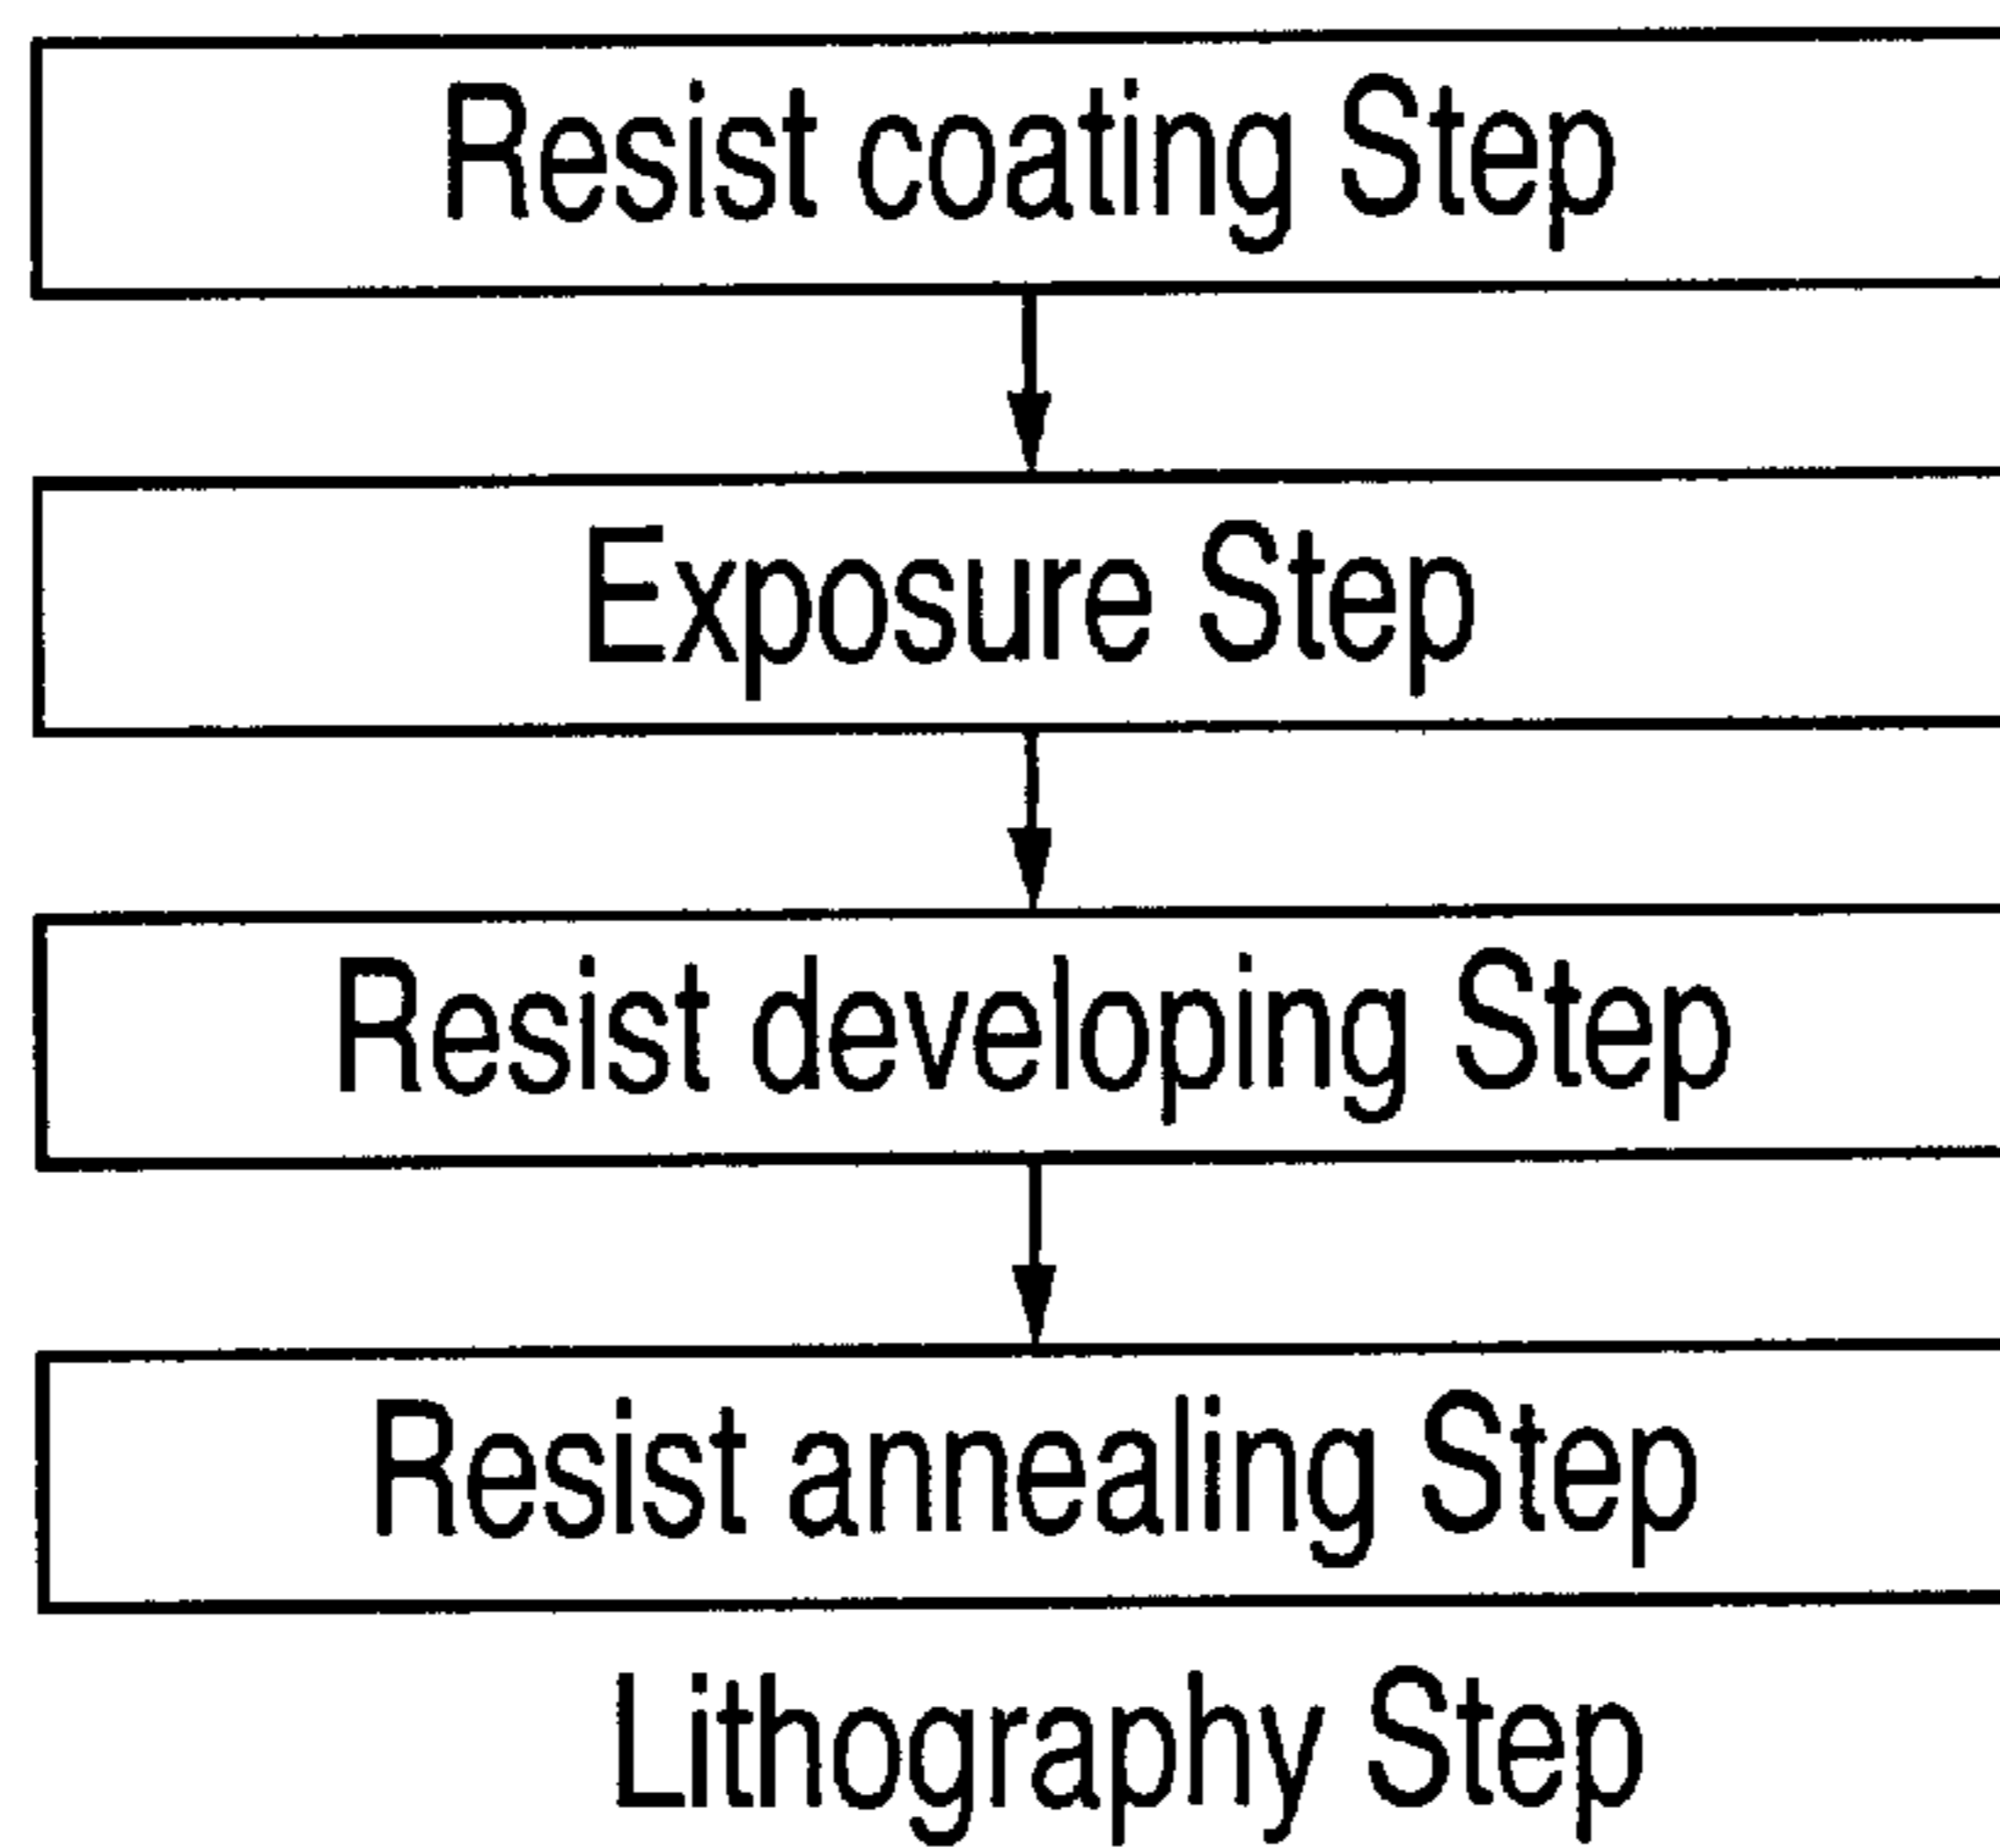 Resist coating Step
Exposure Step
Resist developing Step
Resist annealing Step
Lithography Step